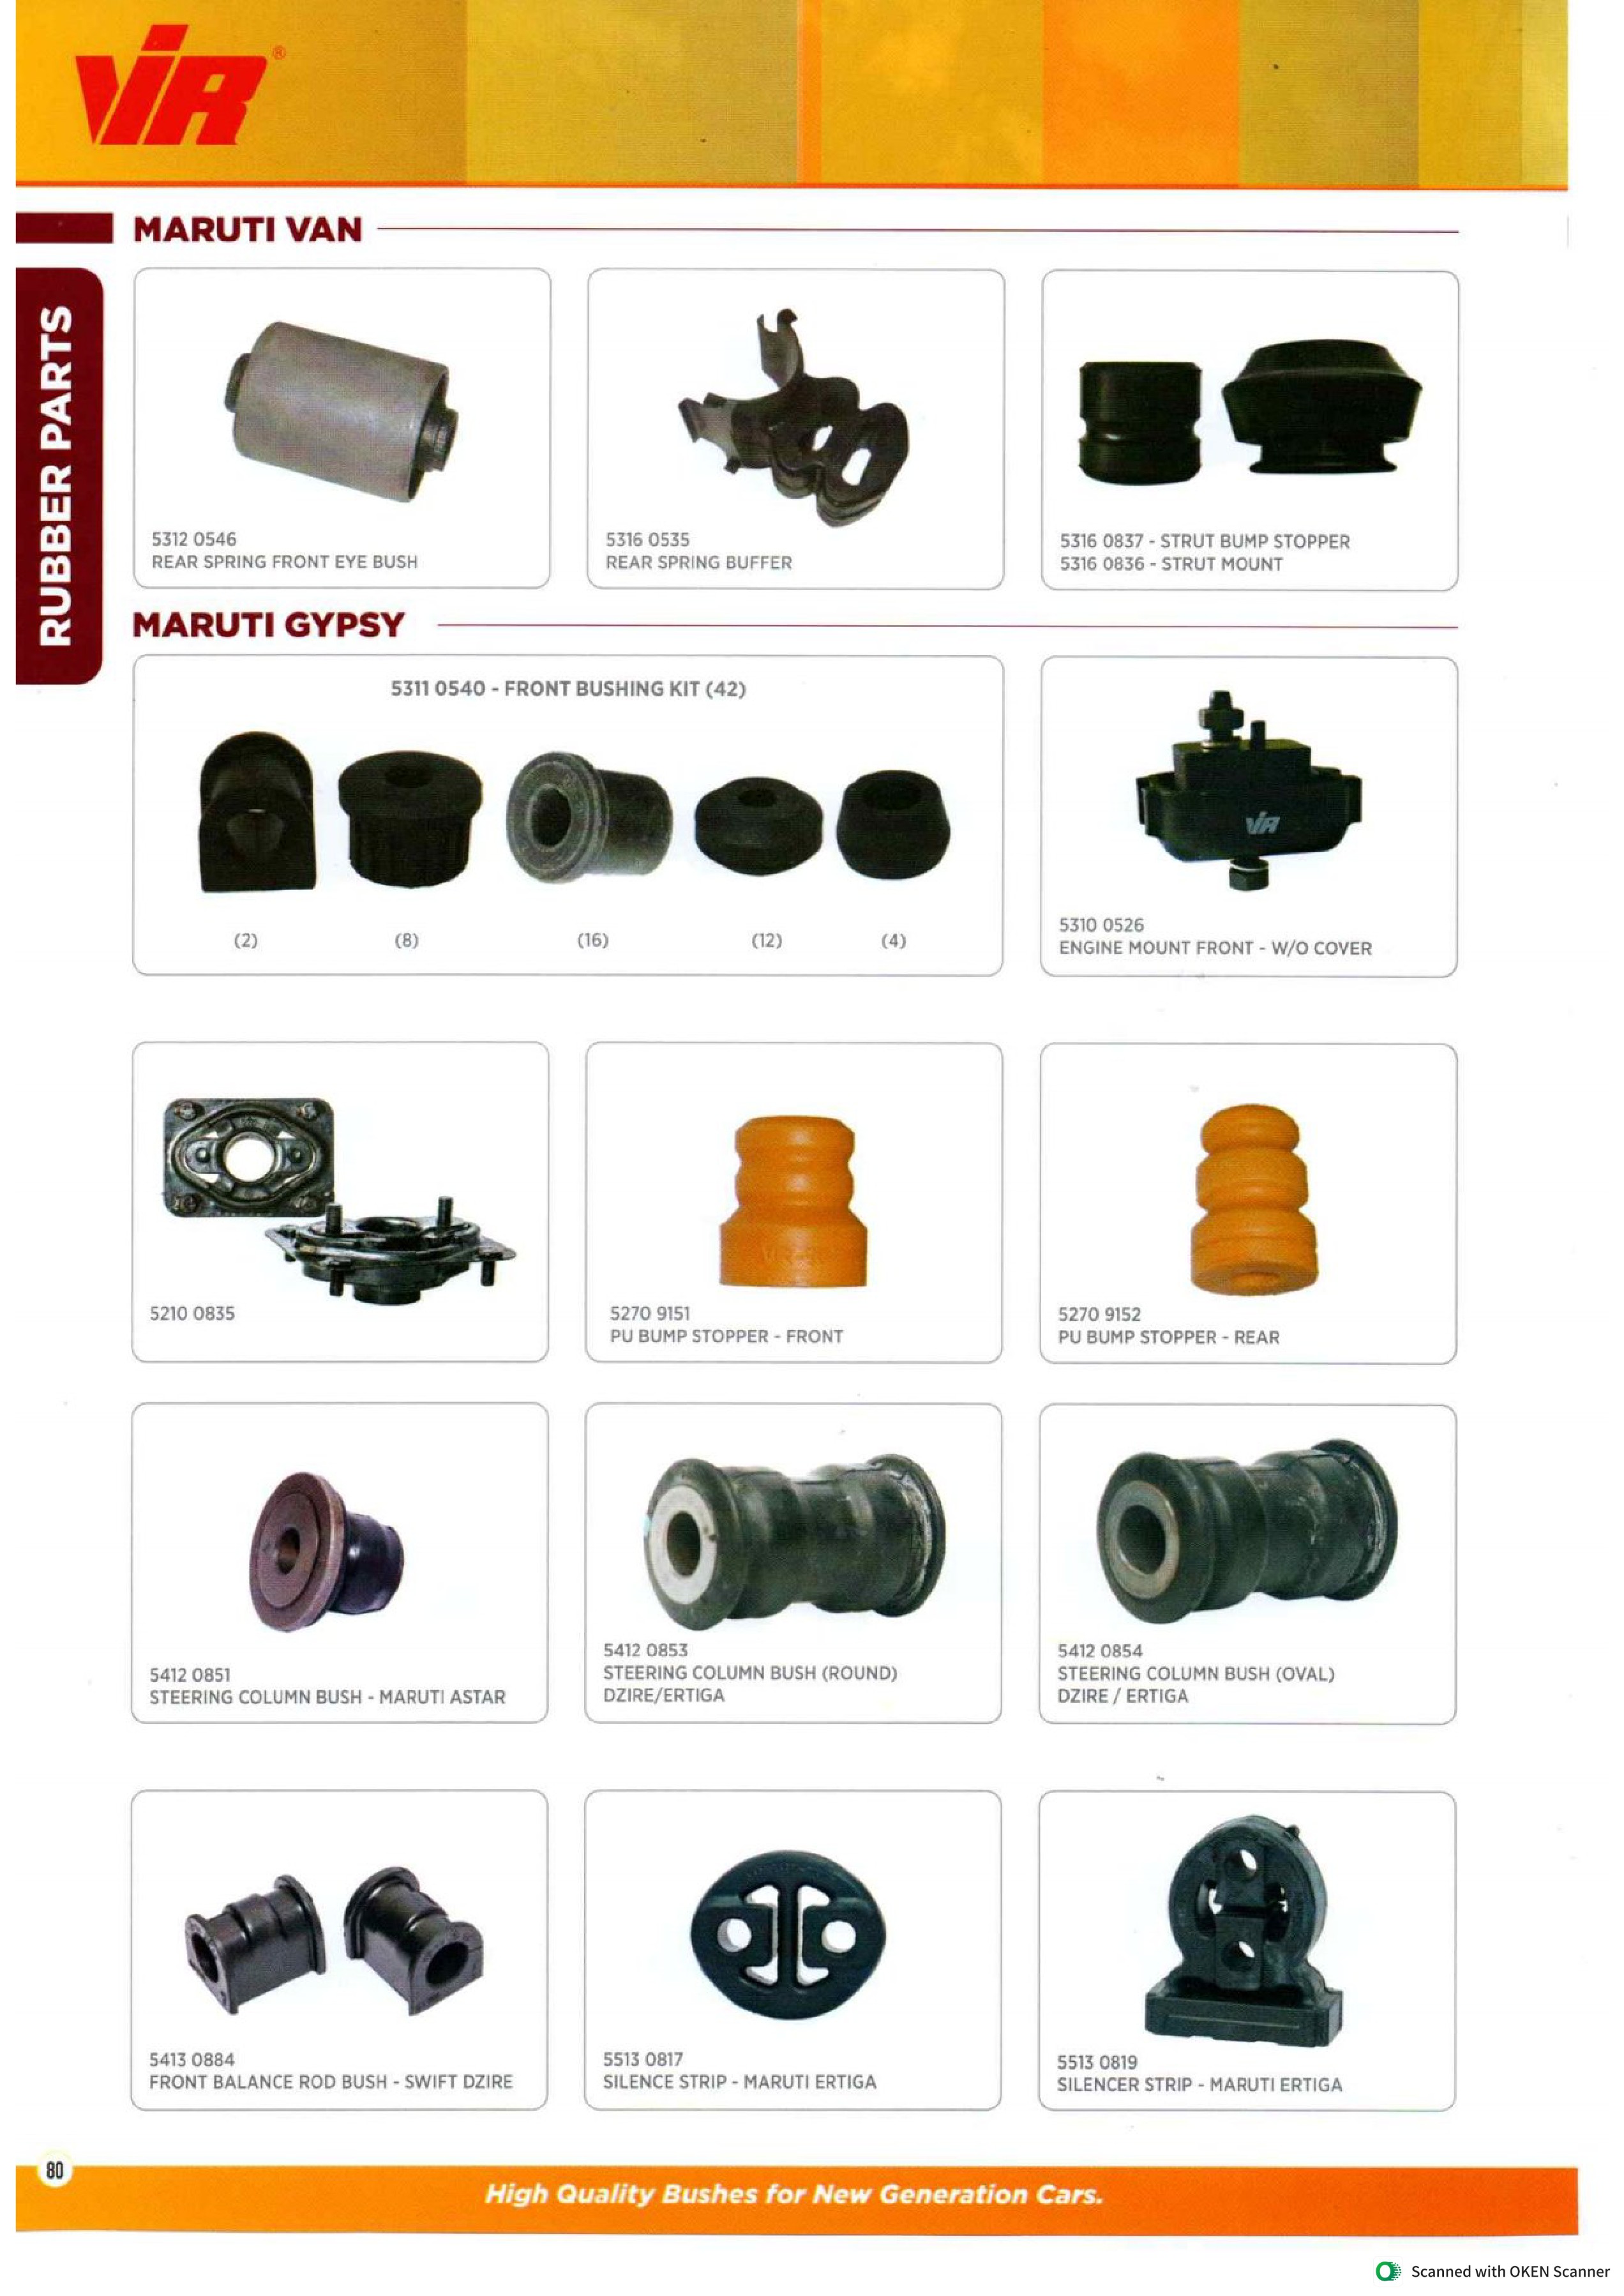 VIR®
MARUTI VAN
RUBBER PARTS
5312 0546
REAR SPRING FRONT EYE BUSH
5316 0535
REAR SPRING BUFFER
5316 0837 - STRUT BUMP STOPPER
5316 0836 - STRUT MOUNT
MARUTI GYPSY
5311 0540 - FRONT BUSHING KIT (42)
(2) (8) (16) (12) (4)
VIR
5310 0526
ENGINE MOUNT FRONT - W/O COVER
5210 0835
5270 9151
PU BUMP STOPPER - FRONT
5270 9152
PU BUMP STOPPER - REAR
5412 0851
STEERING COLUMN BUSH - MARUTI ASTAR
5412 0853
STEERING COLUMN BUSH (ROUND)
DZIRE/ERTIGA
5412 0854
STEERING COLUMN BUSH (OVAL)
DZIRE / ERTIGA
5413 0884
FRONT BALANCE ROD BUSH - SWIFT DZIRE
5513 0817
SILENCE STRIP - MARUTI ERTIGA
5513 0819
SILENCER STRIP - MARUTI ERTIGA
80
High Quality Bushes for New Generation Cars.
Scanned with OKEN Scanner